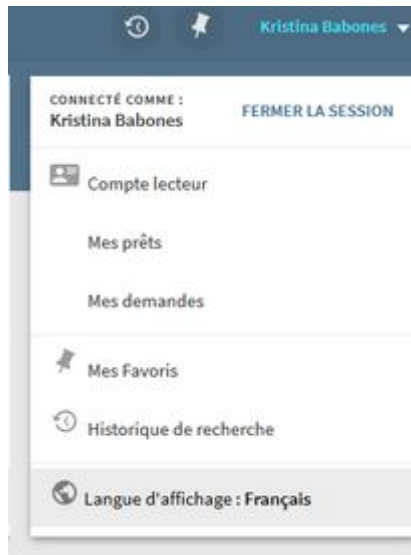 Kristina Babones
CONNECTÉ COMME :
Kristina Babones
FERMER LA SESSION
Compte lecteur
Mes prêts
Mes demandes
Mes Favoris
Historique de recherche
Langue d'affichage : Français